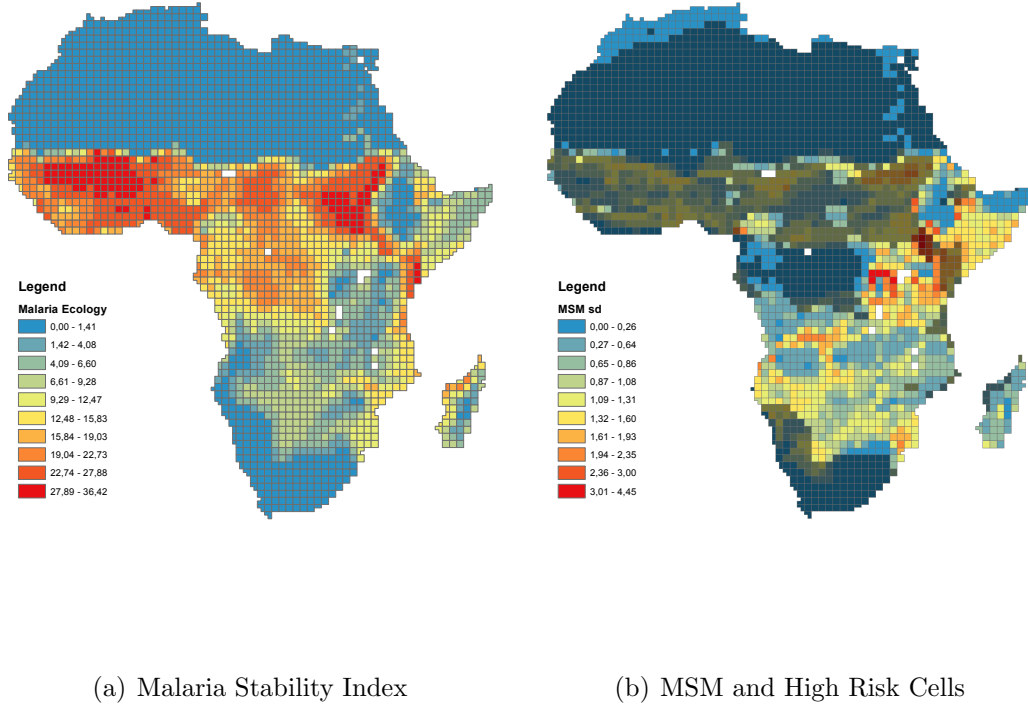 Legend
Malaria Ecology
0,00 - 1,41
1,42 - 4,08
4,09 - 6,60
6,61 - 9,28
9,29 - 12,47
12,48 - 15,83
15,84 - 19,03
19,04 - 22,73
22,74 - 27,88
27,89 - 36,42
Legend
MSM sd
0,00 - 0,26
0,27 - 0,64
0,65 - 0,86
0,87 - 1,08
1,09 - 1,31
1,32 - 1,60
1,61 - 1,93
1,94 - 2,35
2,36 - 3,00
3,01 - 4,45
(a) Malaria Stability Index
(b) MSM and High Risk Cells